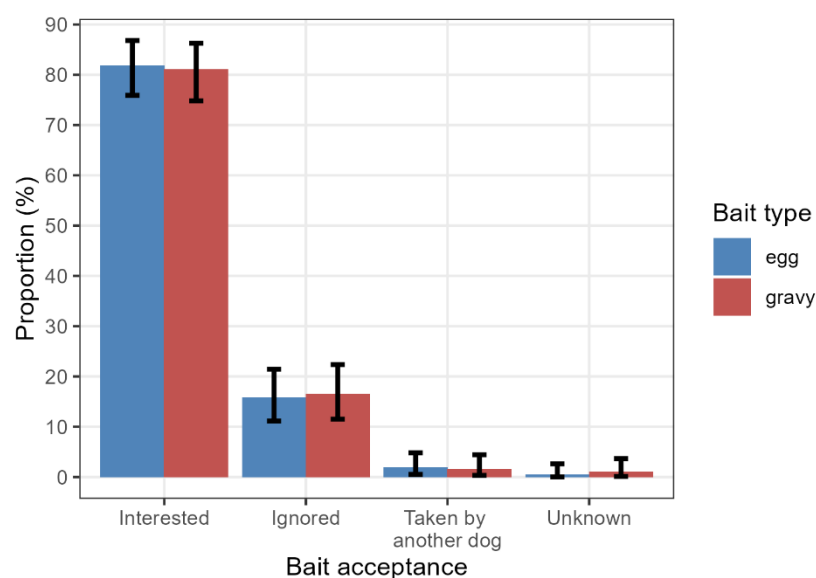 90
80
70
60
50
40
30
20
10
0
Proportion (%)
Interested
Ignored
Taken by
another dog
Unknown
Bait acceptance
Bait type
egg
gravy